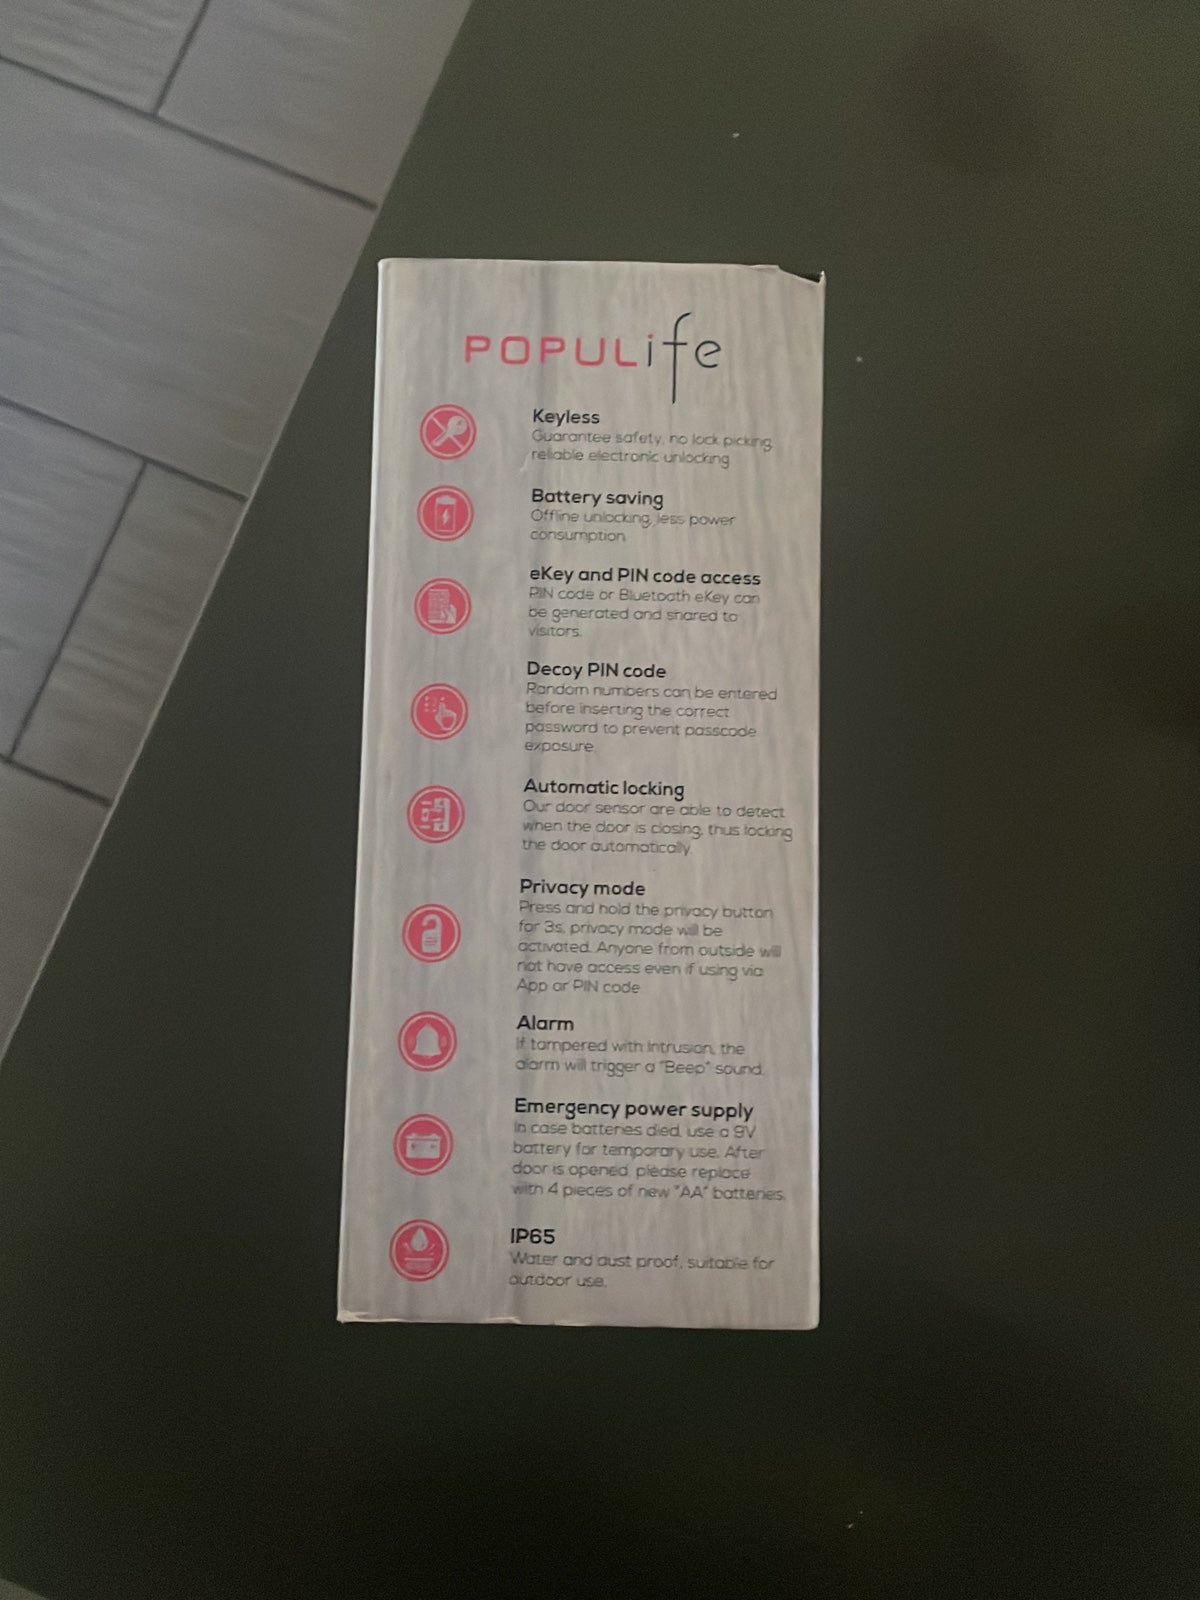 POPULife
Keyless
Guarantee safety, no lock picking,
reliable electronic unlocking
Battery saving
Offline unlocking, less power
consumption
eKey and PIN code access
PIN code or Bluetooth eKey can
be generated and shared to
visitors.
Decoy PIN code
Random numbers can be entered
before inserting the correct
password to prevent passcode
exposure.
Automatic locking
Our door sensor are able to detect
when the door is closing, thus locking
the door automatically.
Privacy mode
Press and hold the privacy button
for 3s, privacy mode will be
activated. Anyone from outside will
not have access even if using via
App or PIN code.
Alarm
If tampered with Intrusion, the
alarm will trigger a "Beep" sound.
Emergency power supply
In case batteries died, use a 9V
battery for temporary use. After
door is opened, please replace
with 4 pieces of new "AA" batteries.
IP65
Water and dust proof, suitable for
outdoor use.